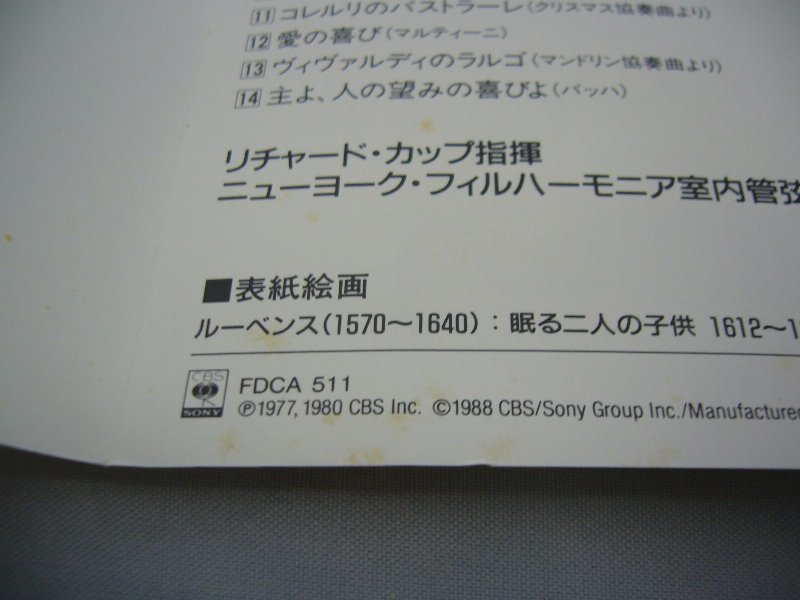 11 コレルリのパストラーレ(クリスマス協奏曲より)
12 愛の喜び(マルティーニ)
13 ヴィヴァルディのラルゴ(マンドリン協奏曲より)
14 主よ、人の望みの喜びよ(バッハ)
リチャード・カップ指揮
ニューヨーク・フィルハーモニア室内管弦
■表紙絵画
ルーベンス(1570〜1640):眠る二人の子供 1612〜1
CBS
SONY
FDCA 511
℗1977, 1980 CBS Inc. ©1988 CBS/Sony Group Inc./Manufactured